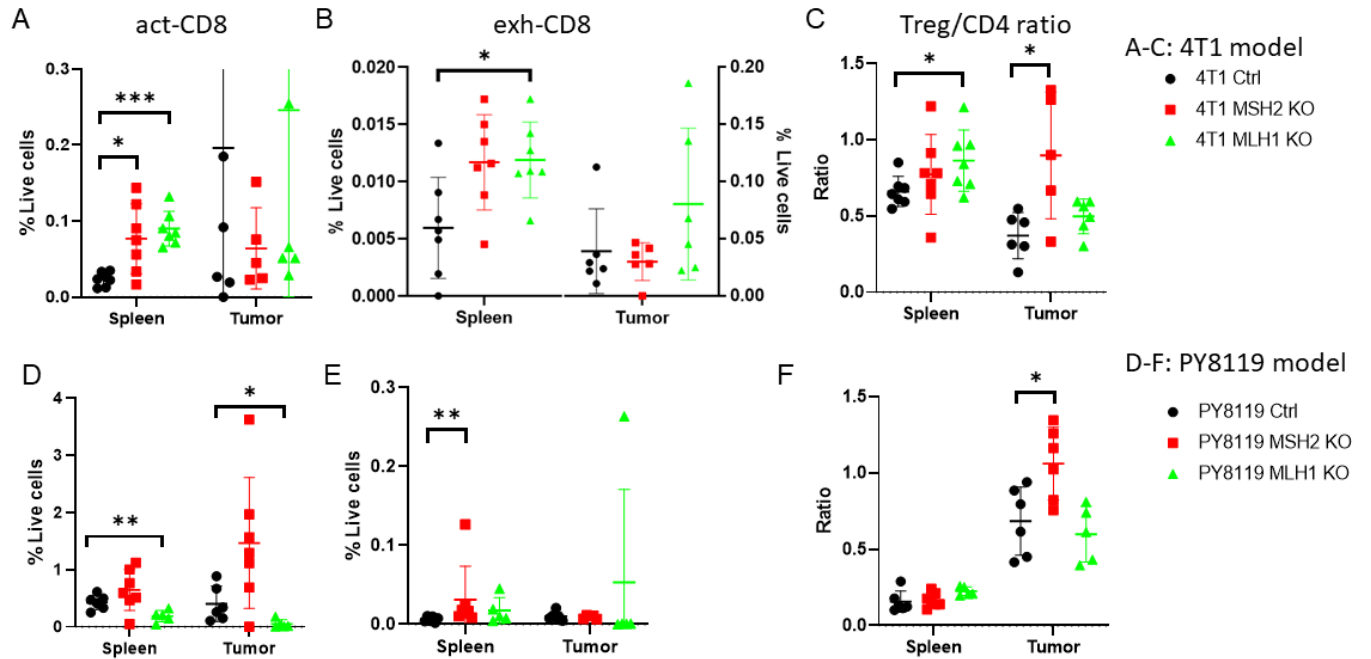 A act-CD8 B exh-CD8 C Treg/CD4 ratio
A-C: 4T1 model
4T1 Ctrl
4T1 MSH2 KO
4T1 MLH1 KO
% Live cells
0.3
0.2
0.1
0.0
***
*
Spleen Tumor
% Live cells
0.020
0.015
0.010
0.005
0.000
*
0.20
0.15
0.10
0.05
0.00
% Live cells
Spleen Tumor
Ratio
1.5
1.0
0.5
0.0
* *
Spleen Tumor
D E F
D-F: PY8119 model
PY8119 Ctrl
PY8119 MSH2 KO
PY8119 MLH1 KO
% Live cells
4
3
2
1
0
** *
Spleen Tumor
% Live cells
0.3
0.2
0.1
0.0
**
Spleen Tumor
Ratio
1.5
1.0
0.5
0.0
*
Spleen Tumor